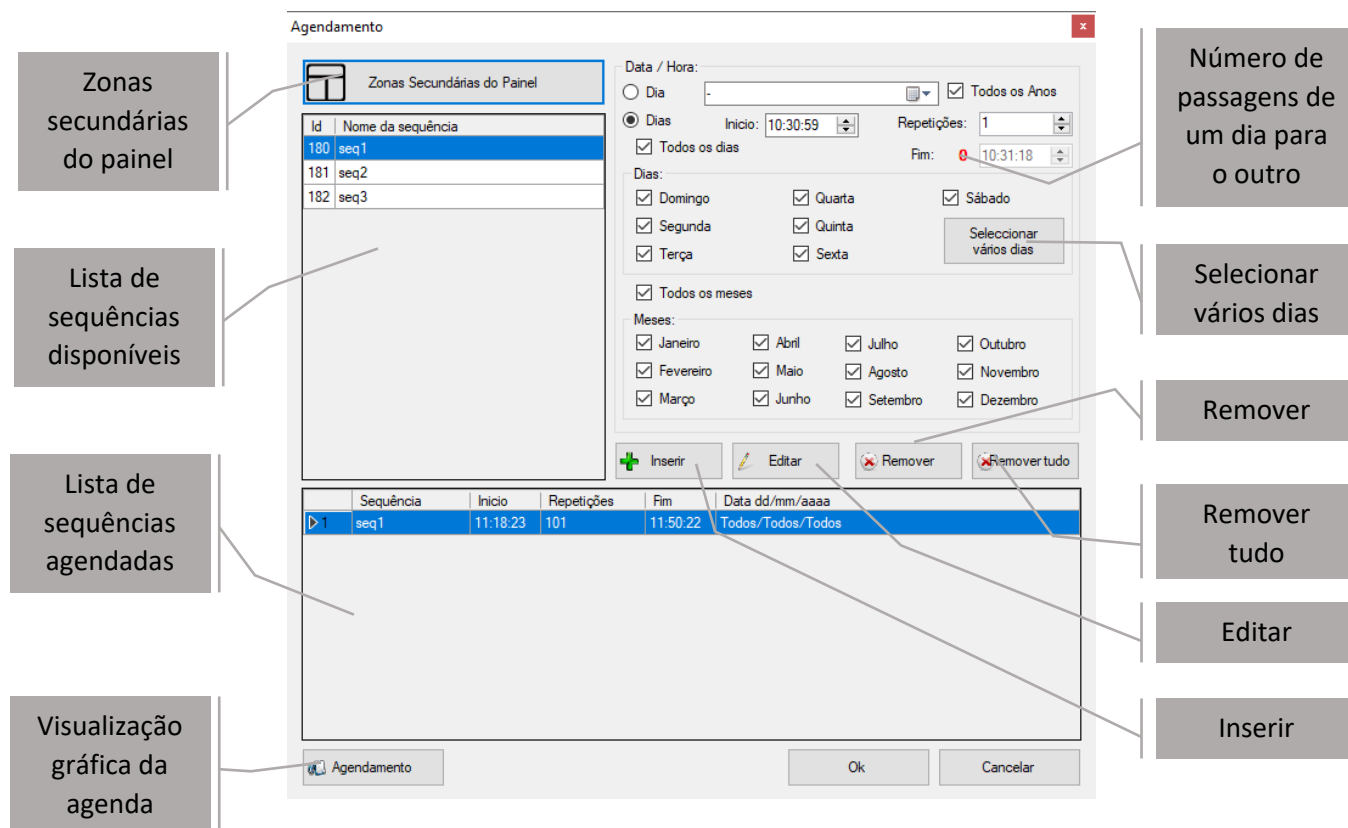 Agendamento
x
Zonas
secundárias
do painel
Lista de
sequências
disponíveis
Lista de
sequências
agendadas
Visualização
gráfica da
agenda
Zonas Secundárias do Painel
Id Nome da sequência
180 seq1
181 seq2
182 seq3
Data / Hora:
Dia - Todos os Anos
Dias Inicio: 10:30:59 Repetições: 1
Todos os dias Fim: 0 10:31:18
Dias:
Domingo Quarta Sábado
Segunda Quinta
Terça Sexta
Seleccionar
vários dias
Todos os meses
Meses:
Janeiro Abril Julho Outubro
Fevereiro Maio Agosto Novembro
Março Junho Setembro Dezembro
Inserir Editar Remover Remover tudo
Sequência Inicio Repetições Fim Data dd/mm/aaaa
1 seq1 11:18:23 101 11:50:22 Todos/Todos/Todos
Agendamento Ok Cancelar
Número de
passagens de
um dia para
o outro
Selecionar
vários dias
Remover
Remover
tudo
Editar
Inserir